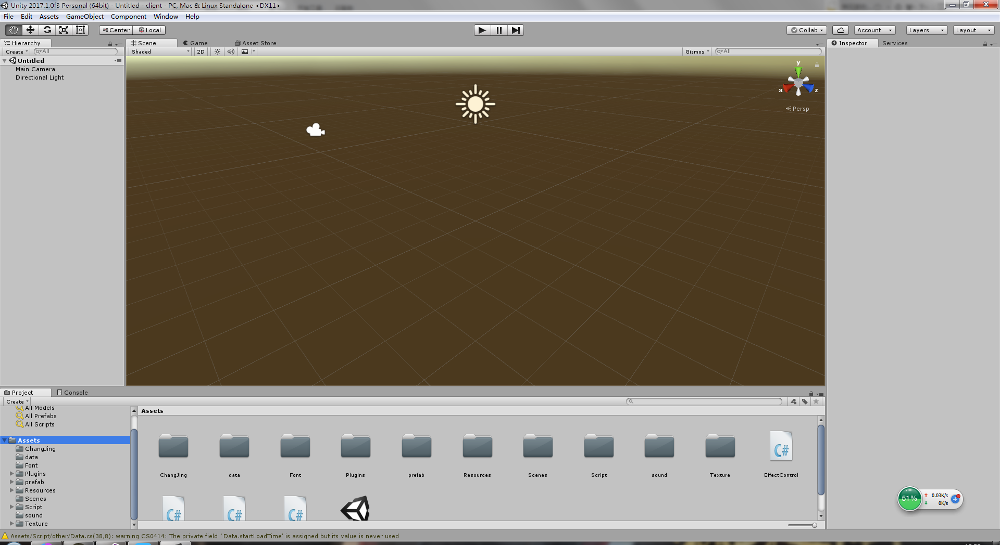 Unity 2017.1.0f3 Personal (64bit) - Untitled - client - PC, Mac & Linux Standalone <DX11>
File Edit Assets GameObject Component Window Help
Center Local Collab Account Layers Layout
Hierarchy
Create All
Untitled
Main Camera
Directional Light
Scene Game Asset Store
Shaded 2D Gizmos All
y
x z
Persp
Inspector Services
Project Console
Create
All Models
All Prefabs
All Scripts
Assets
ChangJing
data
Font
Plugins
prefab
Resources
Scenes
Script
sound
Texture
Assets
ChangJing data Font Plugins prefab Resources Scenes Script sound Texture EffectControl
C#
C# C# C#
51% 0.03K/s
0K/s
Assets/Script/other/Data.cs(38,8): warning CS0414: The private field `Data.startLoadTime' is assigned but its value is never used